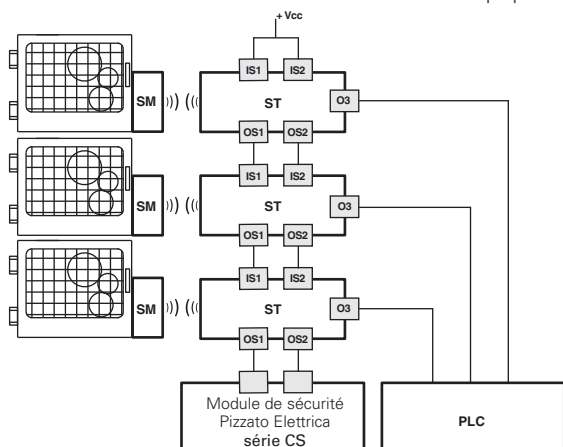 + Vcc
IS1 IS2
SM ))) ((( ST O3
OS1 OS2
IS1 IS2
SM ))) ((( ST O3
OS1 OS2
IS1 IS2
SM ))) ((( ST O3
OS1 OS2
Module de sécurité
Pizzato Elettrica
série CS
PLC